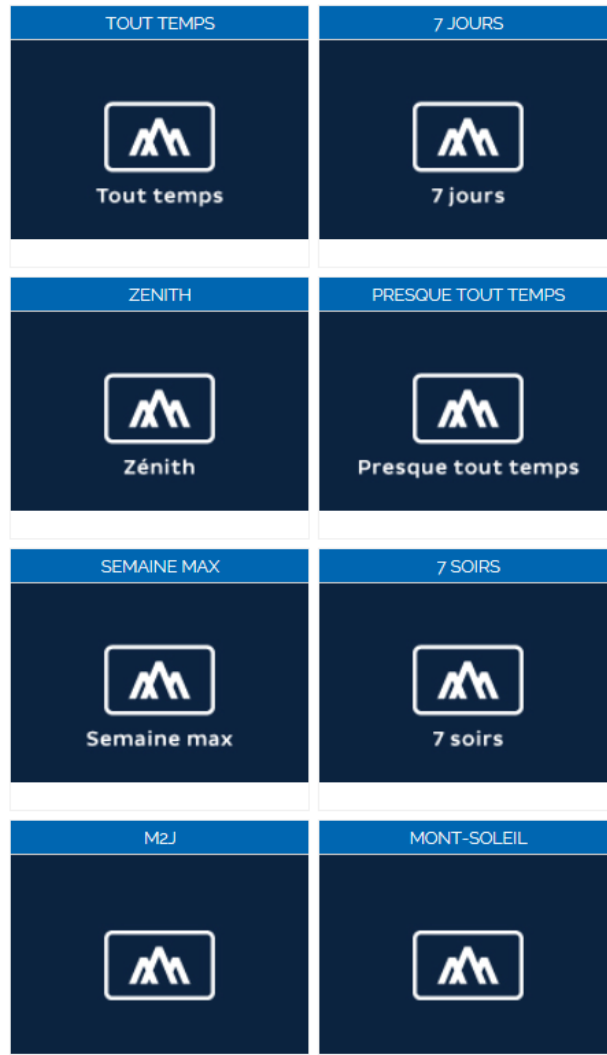 TOUT TEMPS
7 JOURS
Tout temps
7 jours
ZENITH
PRESQUE TOUT TEMPS
Zénith
Presque tout temps
SEMAINE MAX
7 SOIRS
Semaine max
7 soirs
M2J
MONT-SOLEIL